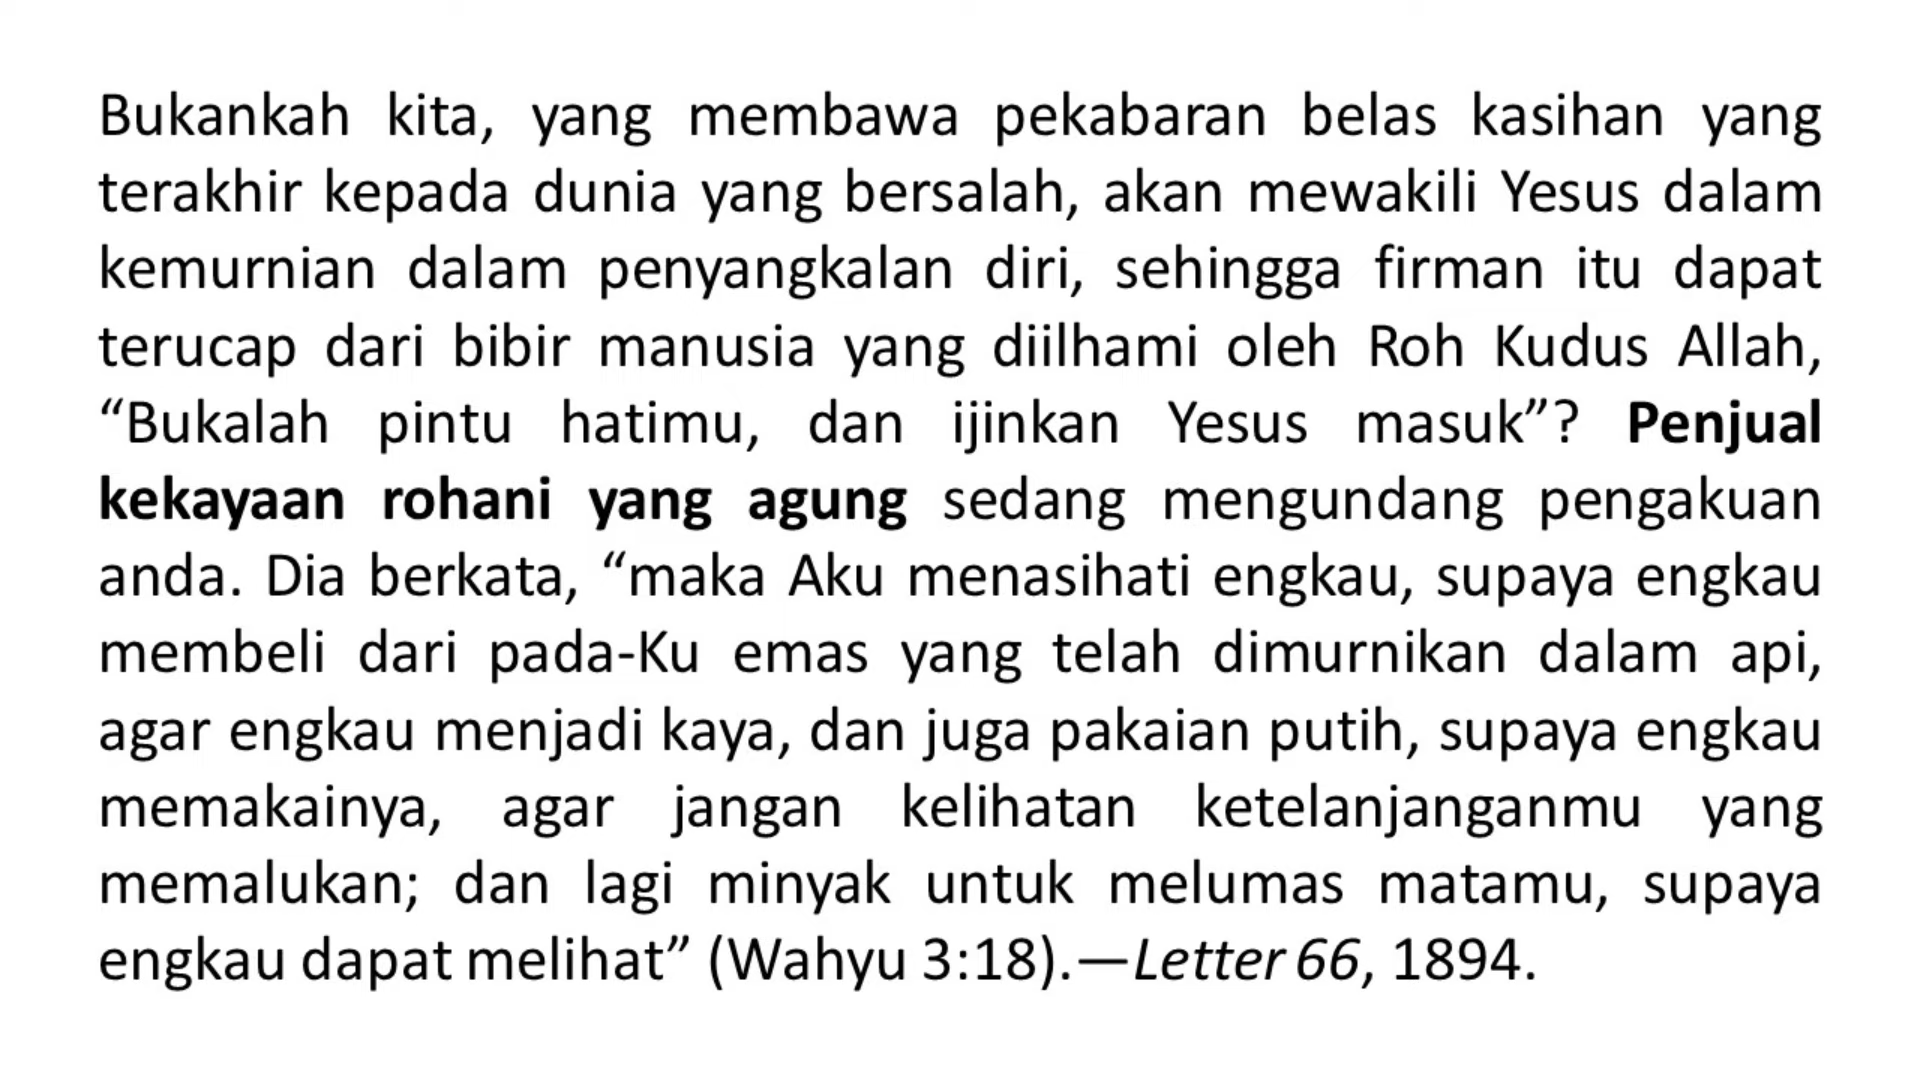 Bukankah kita, yang membawa pekabaran belas kasihan yang
terakhir kepada dunia yang bersalah, akan mewakili Yesus dalam
kemurnian dalam penyangkalan diri, sehingga firman itu dapat
terucap dari bibir manusia yang diilhami oleh Roh Kudus Allah,
“Bukalah pintu hatimu, dan ijinkan Yesus masuk”? Penjual
kekayaan rohani yang agung sedang mengundang pengakuan
anda. Dia berkata, “maka Aku menasihati engkau, supaya engkau
membeli dari pada-Ku emas yang telah dimurnikan dalam api,
agar engkau menjadi kaya, dan juga pakaian putih, supaya engkau
memakainya, agar jangan kelihatan ketelanjanganmu yang
memalukan; dan lagi minyak untuk melumas matamu, supaya
engkau dapat melihat” (Wahyu 3:18).—Letter 66, 1894.